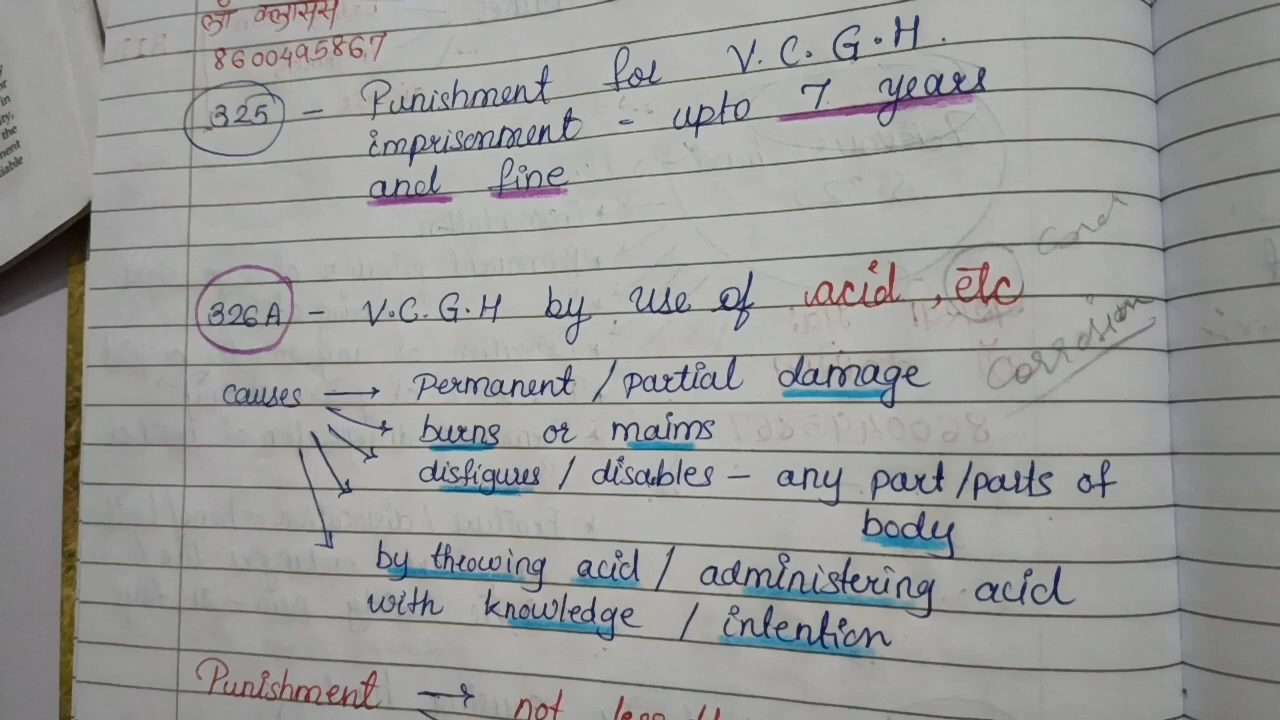 लॉ क्लासेस
8600495867
325 - Punishment for V.C.G.H.
imprisonment - upto 7 years
and fine
326A - V.C.G.H by use of acid, etc
corrosion
causes → permanent / partial damage
burns or maims
disfigures / disables - any part/parts of
body
by throwing acid / administering acid
with knowledge / intention
Punishment → not